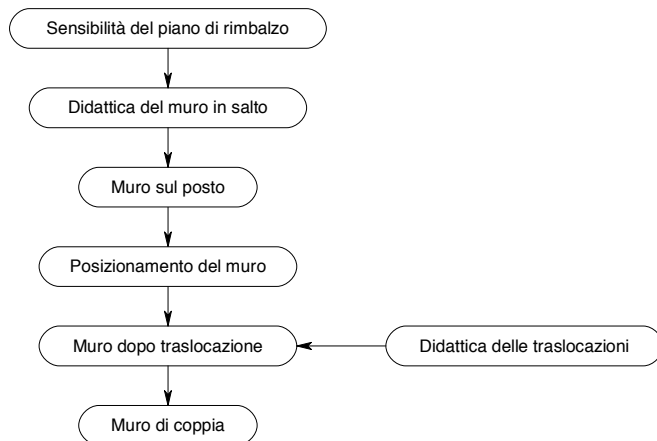 Sensibilità del piano di rimbalzo
Didattica del muro in salto
Muro sul posto
Posizionamento del muro
Muro dopo traslocazione
Didattica delle traslocazioni
Muro di coppia